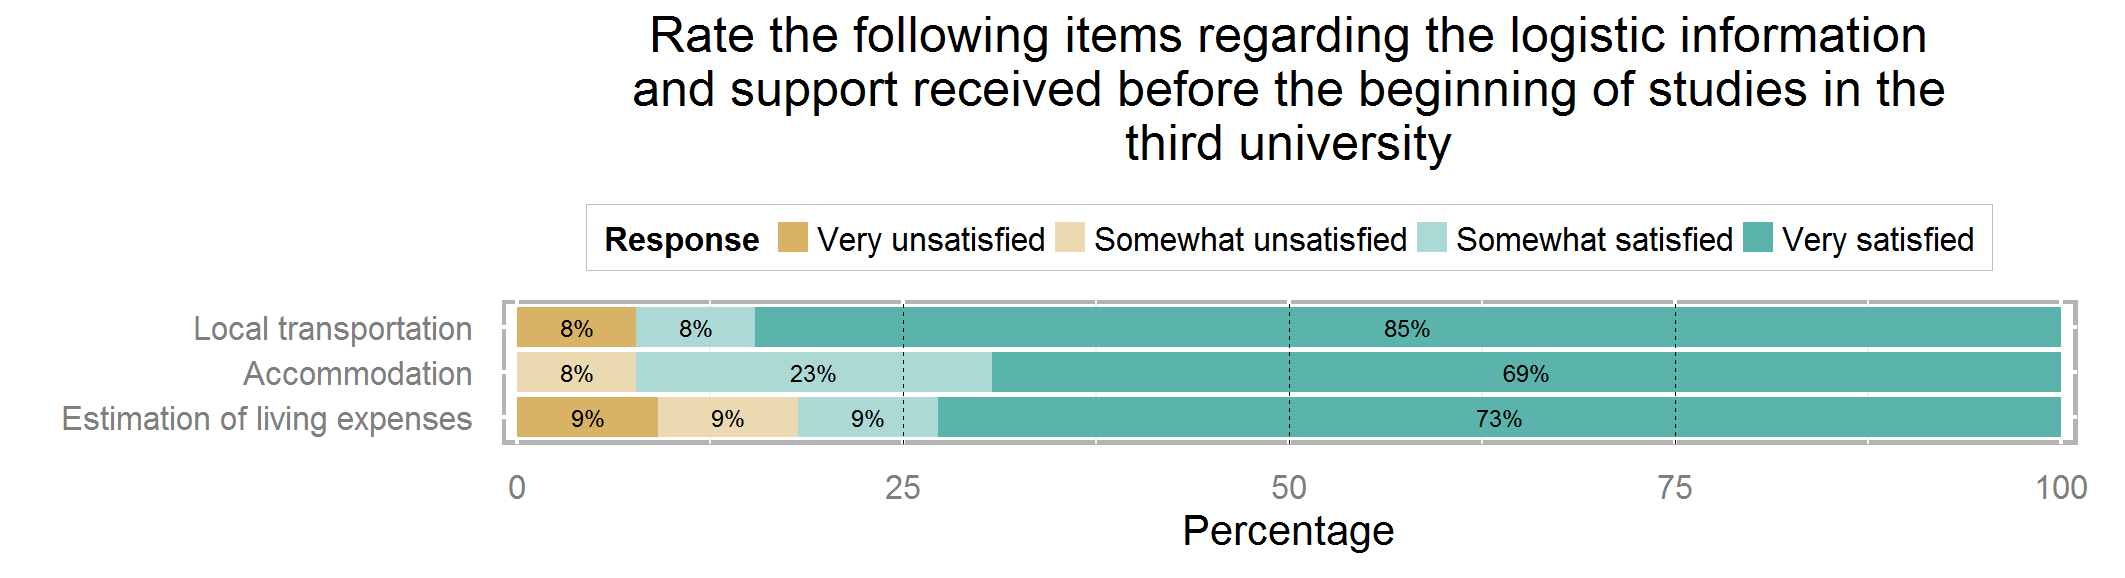 Rate the following items regarding the logistic information
and support received before the beginning of studies in the
third university
Response Very unsatisfied Somewhat unsatisfied Somewhat satisfied Very satisfied
Local transportation 8% 8% 85%
Accommodation 8% 23% 69%
Estimation of living expenses 9% 9% 9% 73%
0 25 50 75 100
Percentage